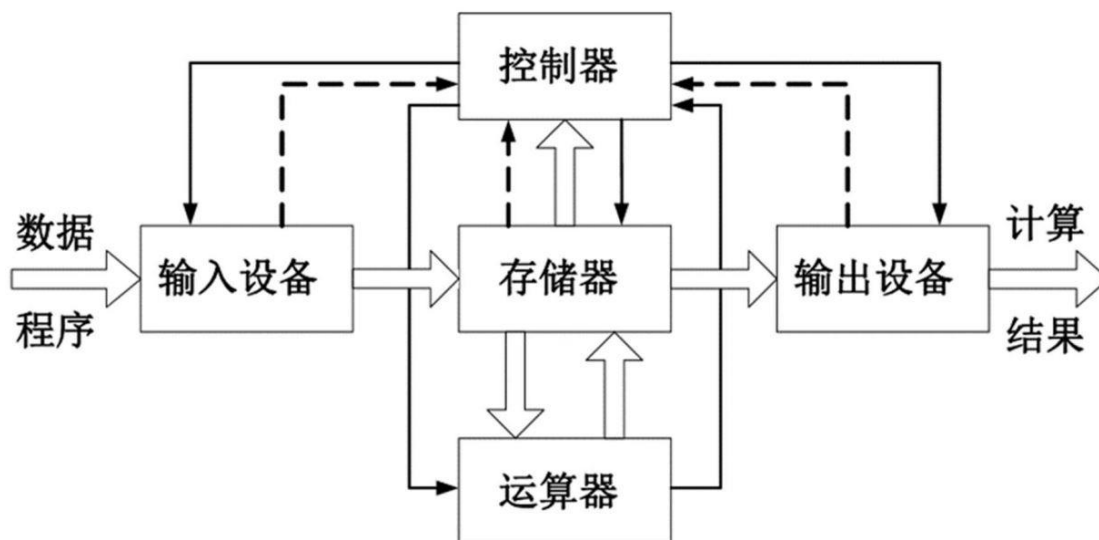 控制器
数据
程序
输入设备
存储器
输出设备
计算
结果
运算器